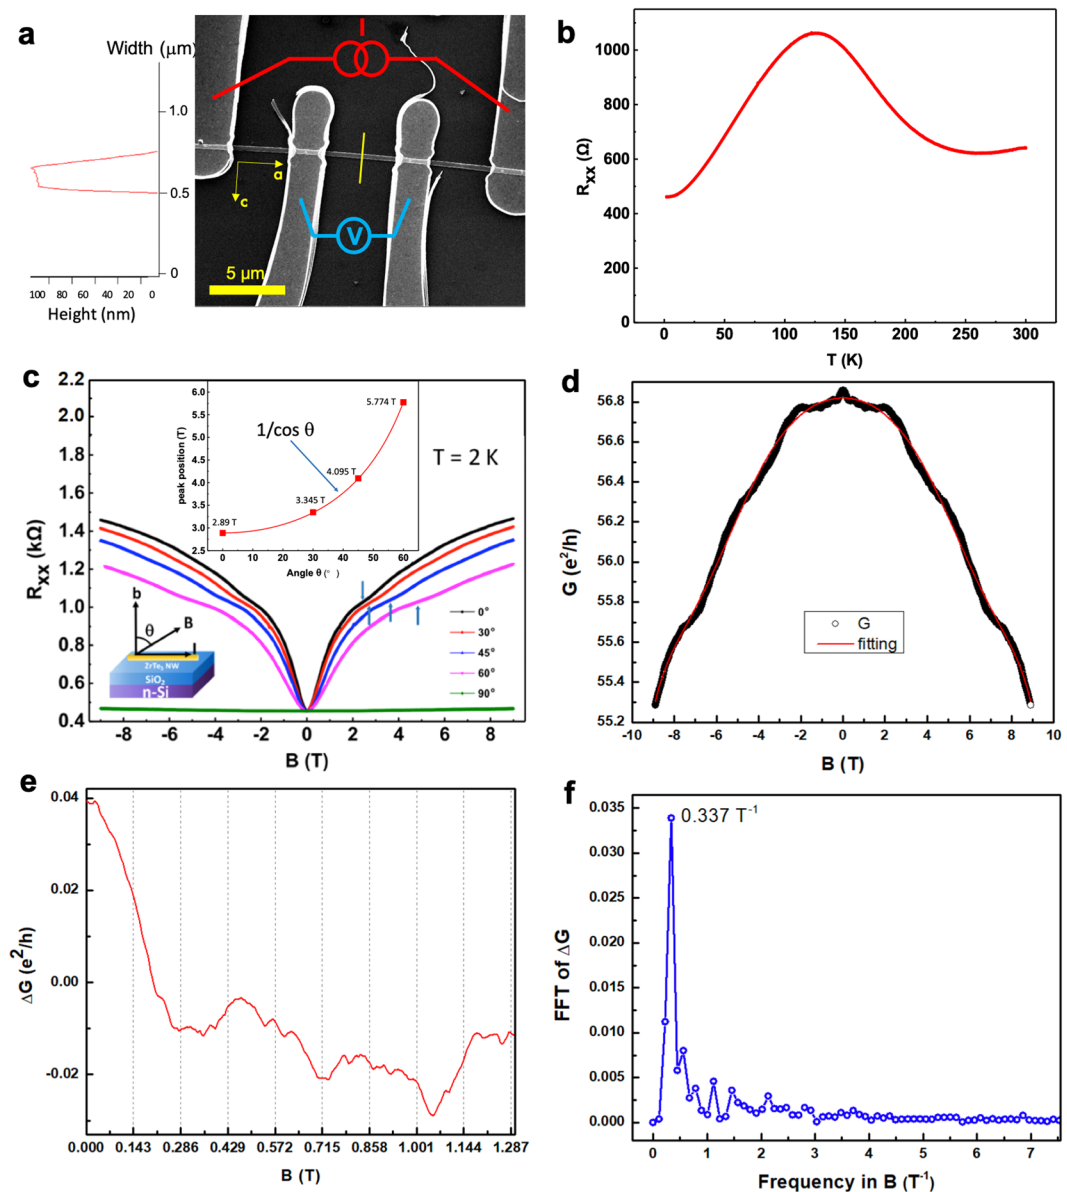 a
Width (μm)
1.0
0.5
0
100 80 60 40 20 0
Height (nm)
I
a
c
V
5 μm
b
1000
800
600
400
200
0
Rxx (Ω)
0 50 100 150 200 250 300
T (K)
c
2.2
2.0
1.8
1.6
1.4
1.2
1.0
0.8
0.6
0.4
Rxx (kΩ)
-8 -6 -4 -2 0 2 4 6 8
B (T)
6.0
5.5
5.0
4.5
4.0
3.5
3.0
2.5
peak position (T)
0 10 20 30 40 50 60
Angle θ (°)
1/cos θ
2.89 T
3.345 T
4.095 T
5.774 T
T = 2 K
b
B
θ
I
ZrTe5 NW
SiO2
n-Si
0°
30°
45°
60°
90°
d
56.8
56.6
56.3
56.0
55.8
55.4
55.2
G (e²/h)
-10 -8 -6 -4 -2 0 2 4 6 8 10
B (T)
G
fitting
e
0.04
0.02
0.00
-0.02
ΔG (e²/h)
0.000 0.143 0.286 0.429 0.572 0.715 0.858 1.001 1.144 1.287
B (T)
f
0.035
0.030
0.025
0.020
0.015
0.010
0.005
0.000
FFT of ΔG
0.337 T⁻¹
0 1 2 3 4 5 6 7
Frequency in B (T⁻¹)